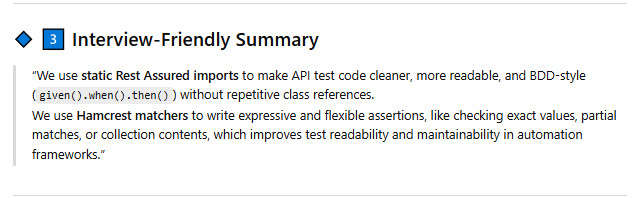 3 Interview-Friendly Summary
“We use static Rest Assured imports to make API test code cleaner, more readable, and BDD-style
(given().when().then()) without repetitive class references.
We use Hamcrest matchers to write expressive and flexible assertions, like checking exact values, partial
matches, or collection contents, which improves test readability and maintainability in automation
frameworks.”